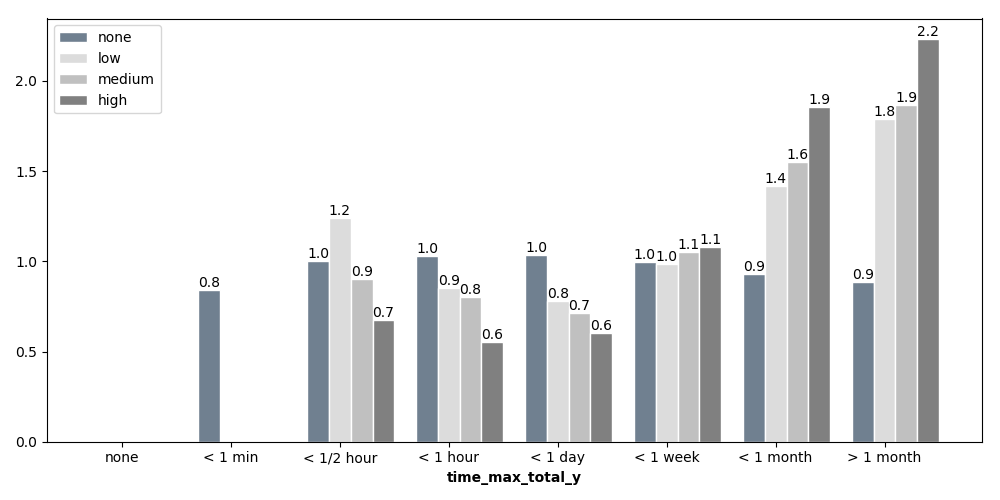 none
low
medium
high
2.0
1.5
1.0
0.5
0.0
0.8
1.0 1.2 0.9 0.7
1.0 0.9 0.8 0.6
1.0 0.8 0.7 0.6
1.0 1.0 1.1 1.1
0.9 1.4 1.6 1.9
0.9 1.8 1.9 2.2
none < 1 min < 1/2 hour < 1 hour < 1 day < 1 week < 1 month > 1 month
time_max_total_y